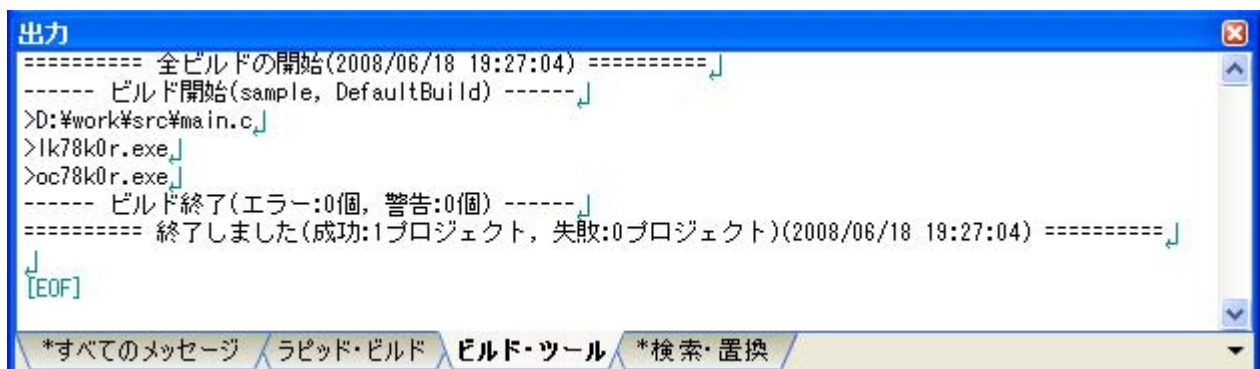 出力
========== 全ビルドの開始(2008/06/18 19:27:04) ==========
------ ビルド開始(sample, DefaultBuild) ------
>D:¥work¥src¥main.c
>lk78k0r.exe
>oc78k0r.exe
------ ビルド終了(エラー:0個, 警告:0個) ------
========== 終了しました(成功:1プロジェクト, 失敗:0プロジェクト)(2008/06/18 19:27:04) ==========
[EOF]
*すべてのメッセージ ラピッド・ビルド ビルド・ツール *検索・置換